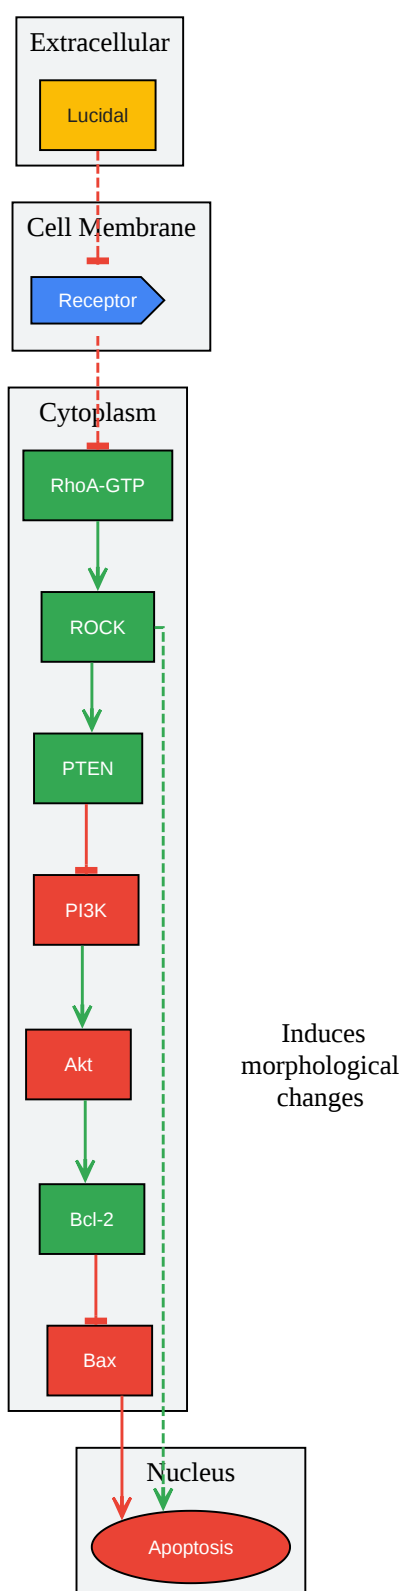 Extracellular
Lucidal
Cell Membrane
Receptor
Cytoplasm
RhoA-GTP
ROCK
PTEN
PI3K
Akt
Induces
morphological
changes
Bcl-2
Bax
Nucleus
Apoptosis